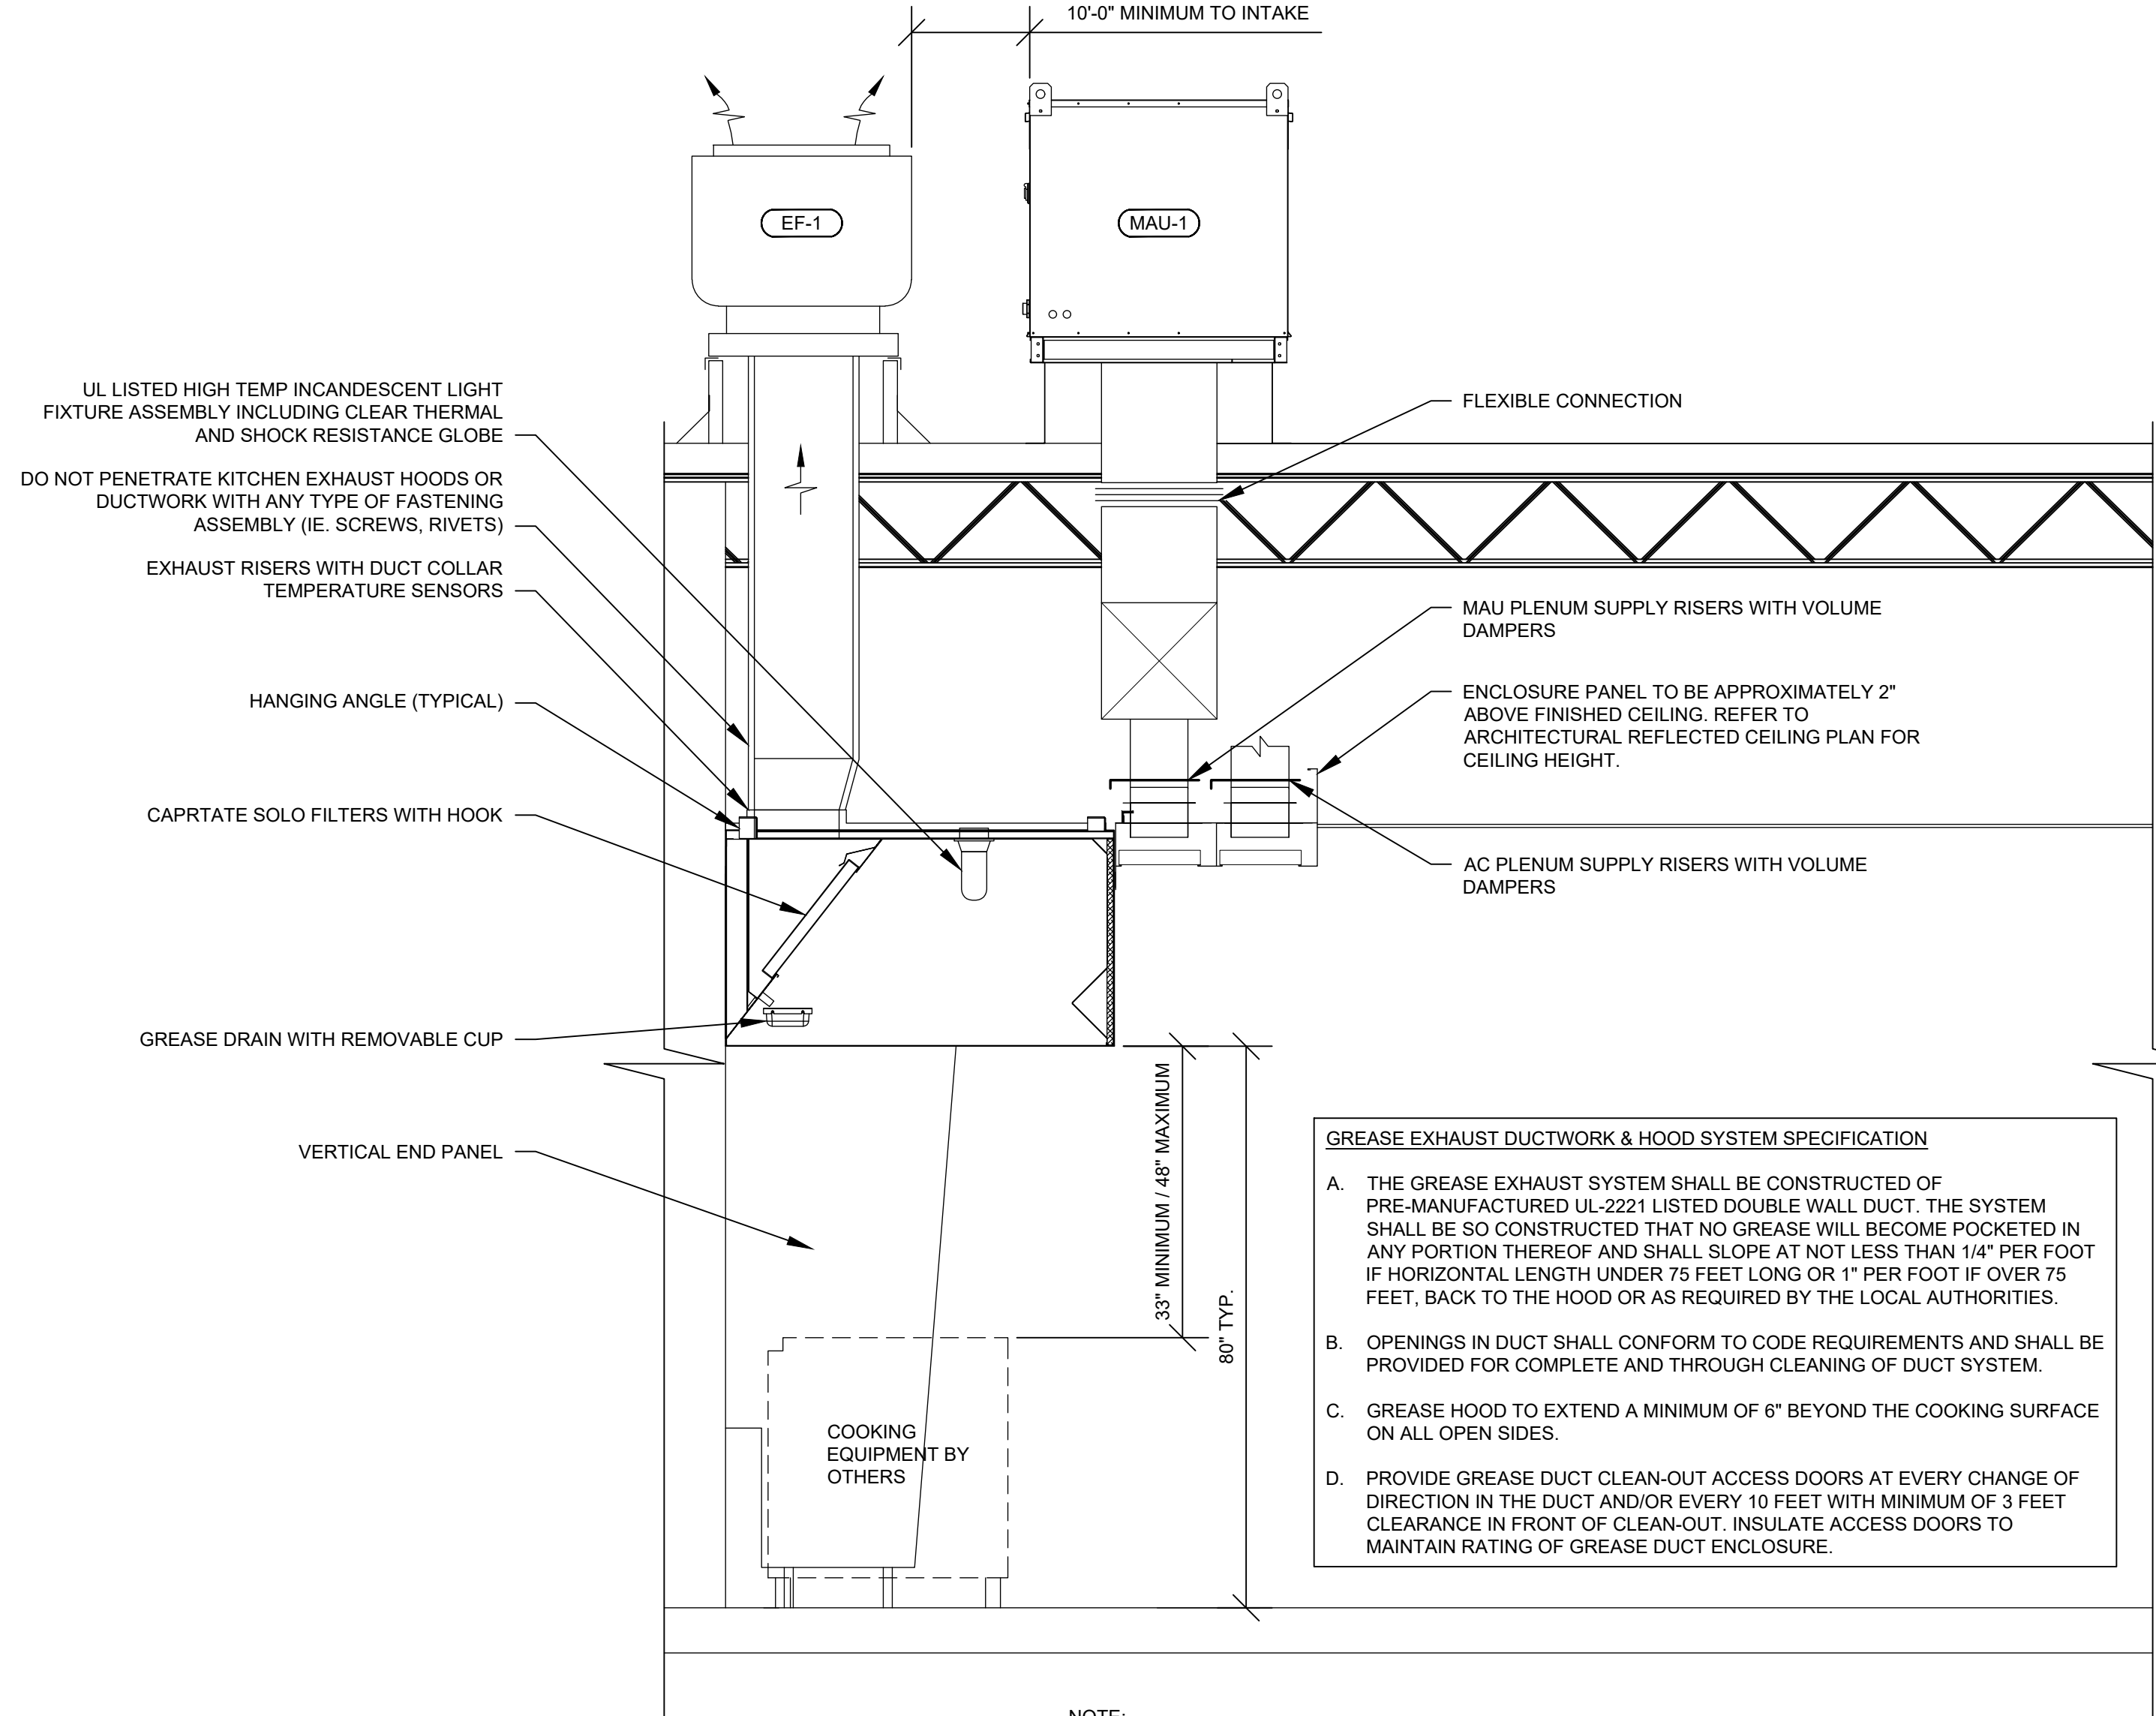 10'-0" MINIMUM TO INTAKE
EF-1
MAU-1
UL LISTED HIGH TEMP INCANDESCENT LIGHT
FIXTURE ASSEMBLY INCLUDING CLEAR THERMAL
AND SHOCK RESISTANCE GLOBE
DO NOT PENETRATE KITCHEN EXHAUST HOODS OR
DUCTWORK WITH ANY TYPE OF FASTENING
ASSEMBLY (IE. SCREWS, RIVETS)
EXHAUST RISERS WITH DUCT COLLAR
TEMPERATURE SENSORS
HANGING ANGLE (TYPICAL)
CAPRTATE SOLO FILTERS WITH HOOK
GREASE DRAIN WITH REMOVABLE CUP
VERTICAL END PANEL
FLEXIBLE CONNECTION
MAU PLENUM SUPPLY RISERS WITH VOLUME
DAMPERS
ENCLOSURE PANEL TO BE APPROXIMATELY 2"
ABOVE FINISHED CEILING. REFER TO
ARCHITECTURAL REFLECTED CEILING PLAN FOR
CEILING HEIGHT.
AC PLENUM SUPPLY RISERS WITH VOLUME
DAMPERS
33" MINIMUM / 48" MAXIMUM
80" TYP.
COOKING
EQUIPMENT BY
OTHERS
GREASE EXHAUST DUCTWORK & HOOD SYSTEM SPECIFICATION
A. THE GREASE EXHAUST SYSTEM SHALL BE CONSTRUCTED OF
PRE-MANUFACTURED UL-2221 LISTED DOUBLE WALL DUCT. THE SYSTEM
SHALL BE SO CONSTRUCTED THAT NO GREASE WILL BECOME POCKETED IN
ANY PORTION THEREOF AND SHALL SLOPE AT NOT LESS THAN 1/4" PER FOOT
IF HORIZONTAL LENGTH UNDER 75 FEET LONG OR 1" PER FOOT IF OVER 75
FEET, BACK TO THE HOOD OR AS REQUIRED BY THE LOCAL AUTHORITIES.
B. OPENINGS IN DUCT SHALL CONFORM TO CODE REQUIREMENTS AND SHALL BE
PROVIDED FOR COMPLETE AND THROUGH CLEANING OF DUCT SYSTEM.
C. GREASE HOOD TO EXTEND A MINIMUM OF 6" BEYOND THE COOKING SURFACE
ON ALL OPEN SIDES.
D. PROVIDE GREASE DUCT CLEAN-OUT ACCESS DOORS AT EVERY CHANGE OF
DIRECTION IN THE DUCT AND/OR EVERY 10 FEET WITH MINIMUM OF 3 FEET
CLEARANCE IN FRONT OF CLEAN-OUT. INSULATE ACCESS DOORS TO
MAINTAIN RATING OF GREASE DUCT ENCLOSURE.
NOTE: